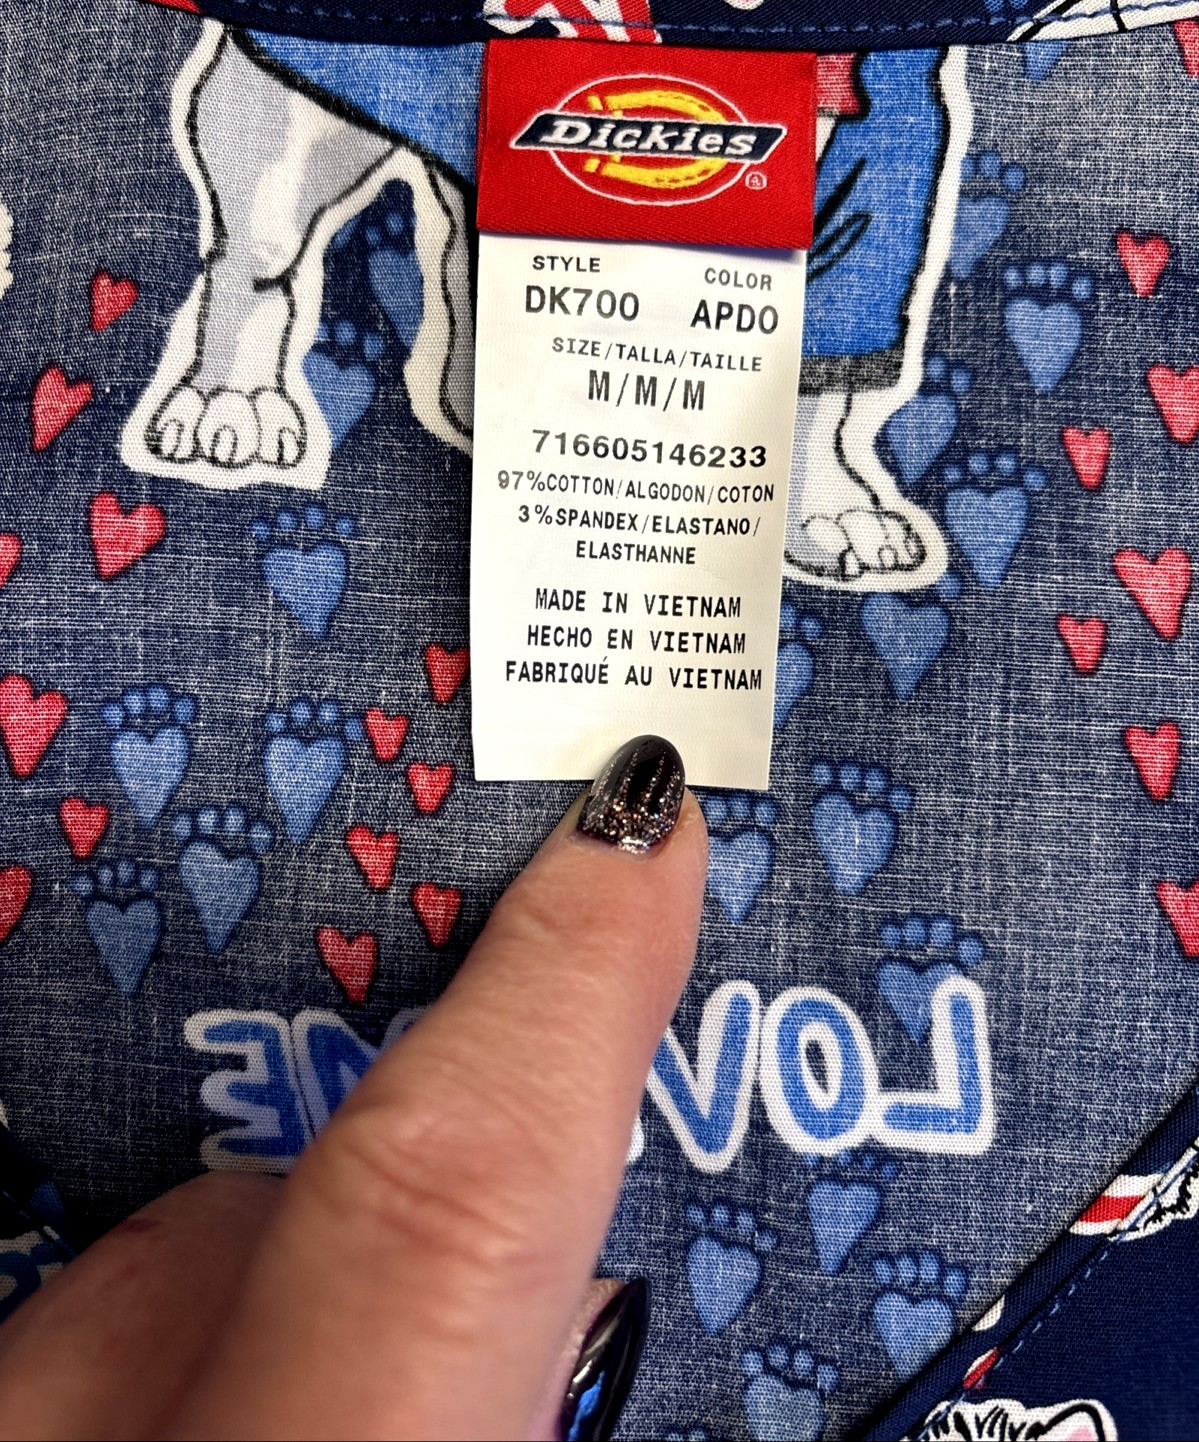 Dickies
STYLE COLOR
DK700 APDO
SIZE/TALLA/TAILLE
M/M/M
716605146233
97%COTTON/ALGODON/COTON
3%SPANDEX/ELASTANO/
ELASTHANNE
MADE IN VIETNAM
HECHO EN VIETNAM
FABRIQUÉ AU VIETNAM